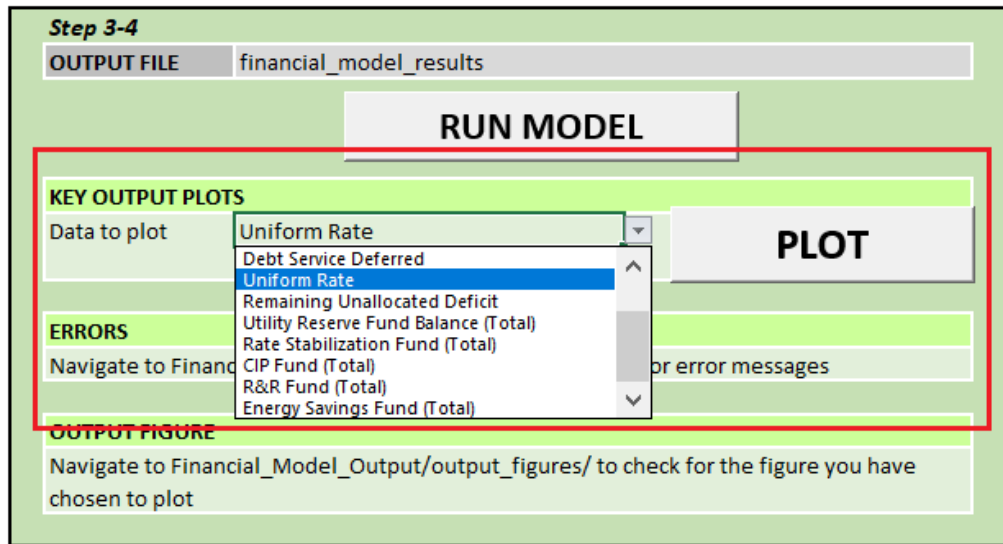 Step 3-4
OUTPUT FILE financial_model_results
RUN MODEL
KEY OUTPUT PLOTS
Data to plot Uniform Rate
PLOT
Debt Service Deferred
Uniform Rate
Remaining Unallocated Deficit
Utility Reserve Fund Balance (Total)
Rate Stabilization Fund (Total)
CIP Fund (Total)
R&R Fund (Total)
Energy Savings Fund (Total)
ERRORS
Navigate to Financ or error messages
OUTPUT FIGURE
Navigate to Financial_Model_Output/output_figures/ to check for the figure you have
chosen to plot